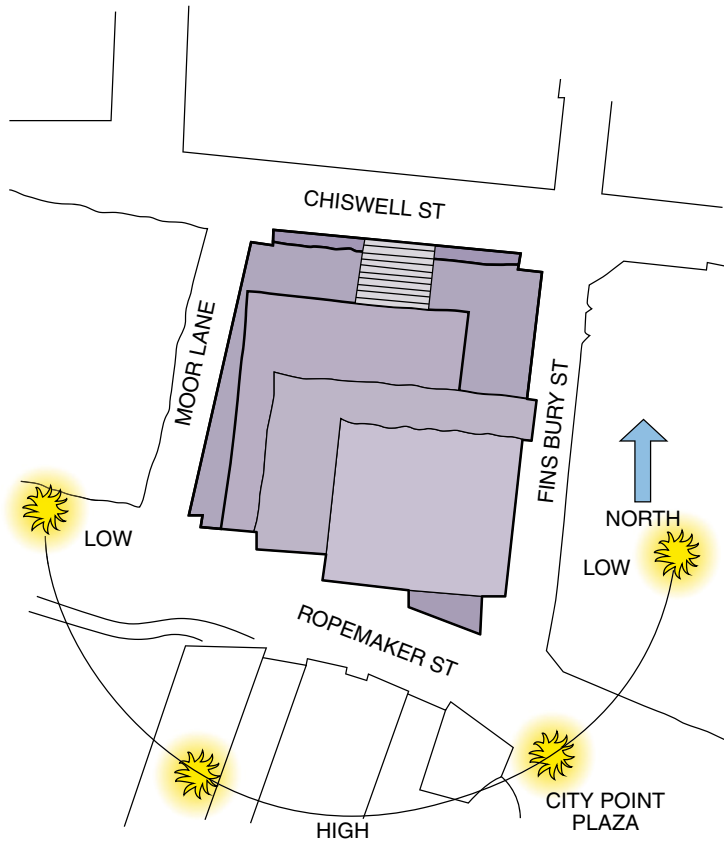 CHISWELL ST
MOOR LANE
FINS BURY ST
NORTH
LOW
LOW
ROPEMAKER ST
CITY POINT
PLAZA
HIGH